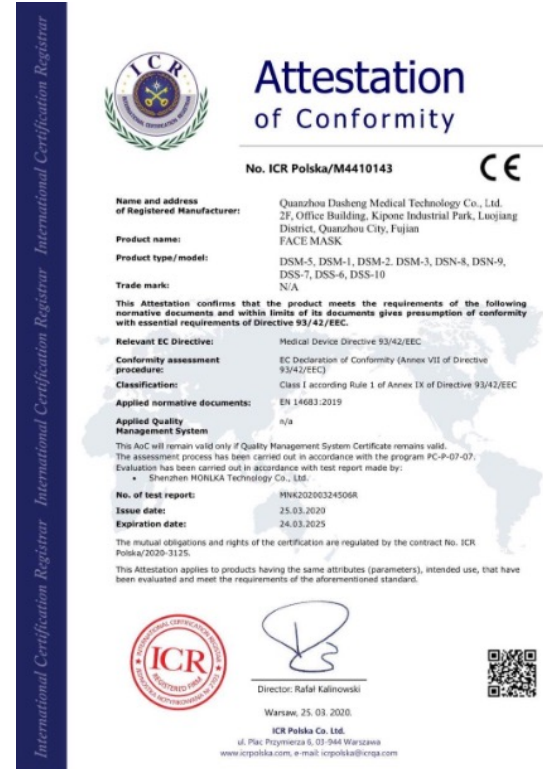 International Certification Registrar International Certification Registrar International Certification Registrar
ICR
INTERNATIONAL CERTIFICATION REGISTRAR
Attestation
of Conformity
No. ICR Polska/M4410143
CE
Name and address
of Registered Manufacturer:
Quanzhou Dasheng Medical Technology Co., Ltd.
2F, Office Building, Kipone Industrial Park, Luojiang
District, Quanzhou City, Fujian
Product name:
FACE MASK
Product type/model:
DSM-5, DSM-1, DSM-2. DSM-3, DSN-8, DSN-9,
DSS-7, DSS-6, DSS-10
Trade mark:
N/A
This Attestation confirms that the product meets the requirements of the following
normative documents and within limits of its documents gives presumption of conformity
with essential requirements of Directive 93/42/EEC.
Relevant EC Directive:
Medical Device Directive 93/42/EEC
Conformity assessment
procedure:
EC Declaration of Conformity (Annex VII of Directive
93/42/EEC)
Classification:
Class I according Rule 1 of Annex IX of Directive 93/42/EEC
Applied normative documents:
EN 14683:2019
Applied Quality
Management System
n/a
This AoC will remain valid only if Quality Management System Certificate remains valid.
The assessment process has been carried out in accordance with the program PC-P-07-07.
Evaluation has been carried out in accordance with test report made by:
• Shenzhen MONLKA Technology Co., Ltd.
No. of test report:
MNK20200324506R
Issue date:
25.03.2020
Expiration date:
24.03.2025
The mutual obligations and rights of the certification are regulated by the contract No. ICR
Polska/2020-3125.
This Attestation applies to products having the same attributes (parameters), intended use, that have
been evaluated and meet the requirements of the aforementioned standard.
INTERNATIONAL CERTIFICATION REGISTRAR
ICR
REGISTERED FIRM
JEDNOSTKA NOTYFIKOWANA Nr 2703
Director: Rafał Kalinowski
Warsaw, 25. 03. 2020.
ICR Polska Co. Ltd.
ul. Plac Przymierza 6, 03-944 Warszawa
www.icrpolska.com, e-mail: icrpolska@icrqa.com